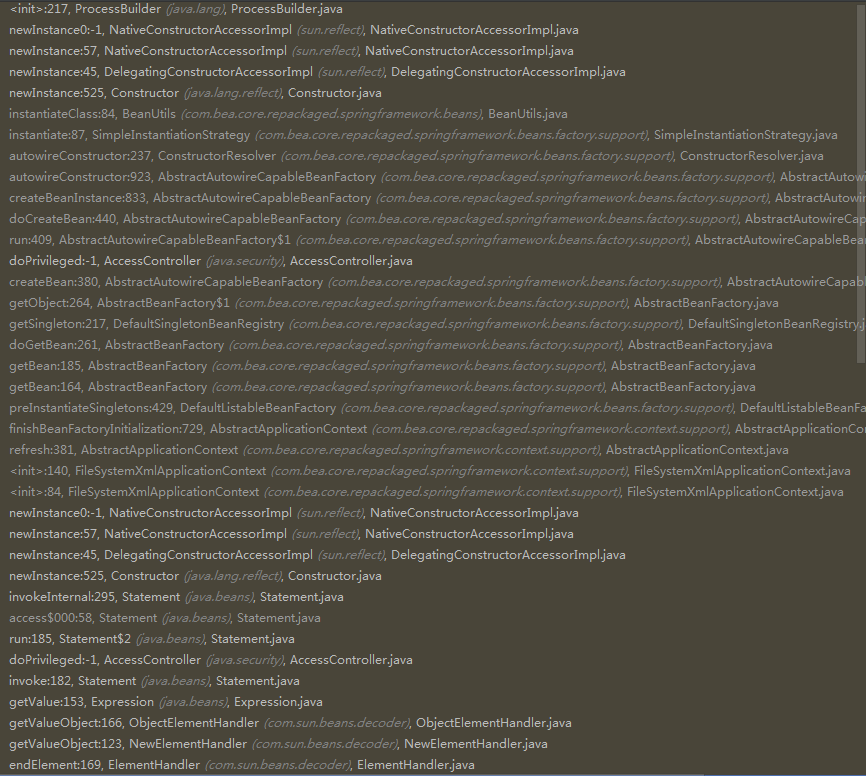 <init>:217, ProcessBuilder (java.lang), ProcessBuilder.java
newInstance0:-1, NativeConstructorAccessorImpl (sun.reflect), NativeConstructorAccessorImpl.java
newInstance:57, NativeConstructorAccessorImpl (sun.reflect), NativeConstructorAccessorImpl.java
newInstance:45, DelegatingConstructorAccessorImpl (sun.reflect), DelegatingConstructorAccessorImpl.java
newInstance:525, Constructor (java.lang.reflect), Constructor.java
instantiateClass:84, BeanUtils (com.bea.core.repackaged.springframework.beans), BeanUtils.java
instantiate:87, SimpleInstantiationStrategy (com.bea.core.repackaged.springframework.beans.factory.support), SimpleInstantiationStrategy.java
autowireConstructor:237, ConstructorResolver (com.bea.core.repackaged.springframework.beans.factory.support), ConstructorResolver.java
autowireConstructor:923, AbstractAutowireCapableBeanFactory (com.bea.core.repackaged.springframework.beans.factory.support), AbstractAutowi
createBeanInstance:833, AbstractAutowireCapableBeanFactory (com.bea.core.repackaged.springframework.beans.factory.support), AbstractAutowir
doCreateBean:440, AbstractAutowireCapableBeanFactory (com.bea.core.repackaged.springframework.beans.factory.support), AbstractAutowireCap
run:409, AbstractAutowireCapableBeanFactory$1 (com.bea.core.repackaged.springframework.beans.factory.support), AbstractAutowireCapableBea
doPrivileged:-1, AccessController (java.security), AccessController.java
createBean:380, AbstractAutowireCapableBeanFactory (com.bea.core.repackaged.springframework.beans.factory.support), AbstractAutowireCapabl
getObject:264, AbstractBeanFactory$1 (com.bea.core.repackaged.springframework.beans.factory.support), AbstractBeanFactory.java
getSingleton:217, DefaultSingletonBeanRegistry (com.bea.core.repackaged.springframework.beans.factory.support), DefaultSingletonBeanRegistry.j
doGetBean:261, AbstractBeanFactory (com.bea.core.repackaged.springframework.beans.factory.support), AbstractBeanFactory.java
getBean:185, AbstractBeanFactory (com.bea.core.repackaged.springframework.beans.factory.support), AbstractBeanFactory.java
getBean:164, AbstractBeanFactory (com.bea.core.repackaged.springframework.beans.factory.support), AbstractBeanFactory.java
preInstantiateSingletons:429, DefaultListableBeanFactory (com.bea.core.repackaged.springframework.beans.factory.support), DefaultListableBeanFa
finishBeanFactoryInitialization:729, AbstractApplicationContext (com.bea.core.repackaged.springframework.context.support), AbstractApplicationCo
refresh:381, AbstractApplicationContext (com.bea.core.repackaged.springframework.context.support), AbstractApplicationContext.java
<init>:140, FileSystemXmlApplicationContext (com.bea.core.repackaged.springframework.context.support), FileSystemXmlApplicationContext.java
<init>:84, FileSystemXmlApplicationContext (com.bea.core.repackaged.springframework.context.support), FileSystemXmlApplicationContext.java
newInstance0:-1, NativeConstructorAccessorImpl (sun.reflect), NativeConstructorAccessorImpl.java
newInstance:57, NativeConstructorAccessorImpl (sun.reflect), NativeConstructorAccessorImpl.java
newInstance:45, DelegatingConstructorAccessorImpl (sun.reflect), DelegatingConstructorAccessorImpl.java
newInstance:525, Constructor (java.lang.reflect), Constructor.java
invokeInternal:295, Statement (java.beans), Statement.java
access$000:58, Statement (java.beans), Statement.java
run:185, Statement$2 (java.beans), Statement.java
doPrivileged:-1, AccessController (java.security), AccessController.java
invoke:182, Statement (java.beans), Statement.java
getValue:153, Expression (java.beans), Expression.java
getValueObject:166, ObjectElementHandler (com.sun.beans.decoder), ObjectElementHandler.java
getValueObject:123, NewElementHandler (com.sun.beans.decoder), NewElementHandler.java
endElement:169, ElementHandler (com.sun.beans.decoder), ElementHandler.java